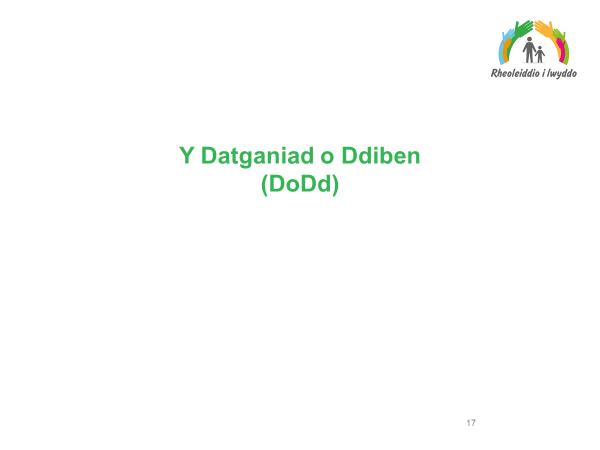 Rheoleiddio i lwyddo
Y Datganiad o Ddiben
(DoDd)
17